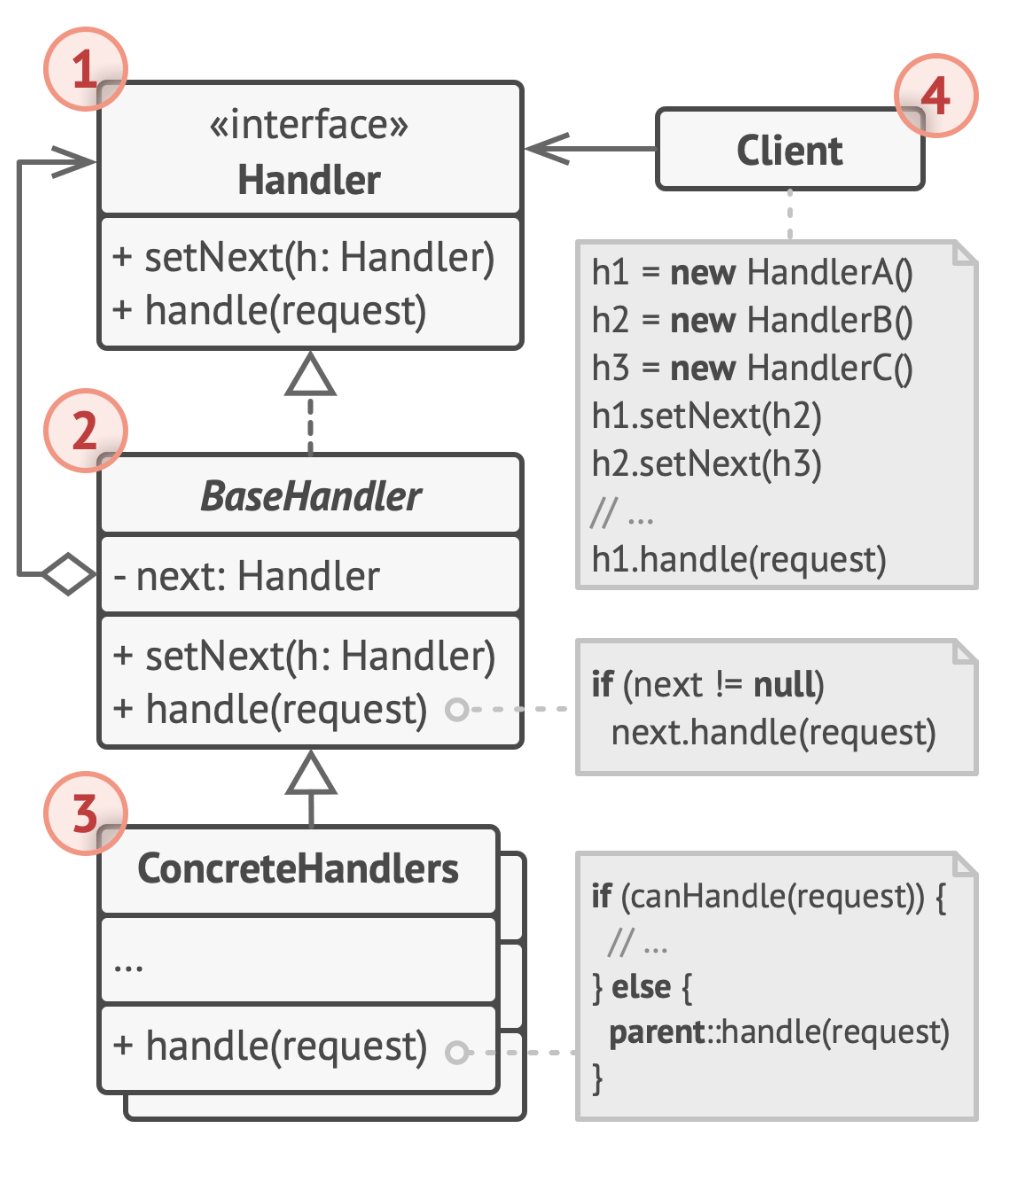 1
«interface»
Handler
+ setNext(h: Handler)
+ handle(request)
4
Client
h1 = new HandlerA()
h2 = new HandlerB()
h3 = new HandlerC()
h1.setNext(h2)
h2.setNext(h3)
// ...
h1.handle(request)
2
BaseHandler
- next: Handler
+ setNext(h: Handler)
+ handle(request)
if (next != null)
next.handle(request)
3
ConcreteHandlers
...
+ handle(request)
if (canHandle(request)) {
// ...
} else {
parent::handle(request)
}